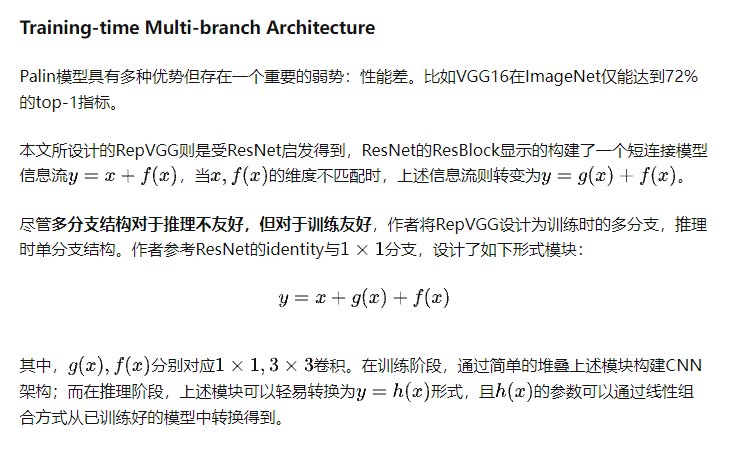 Training-time Multi-branch Architecture
Palin模型具有多种优势但存在一个重要的弱势：性能差。比如VGG16在ImageNet仅能达到72%
的top-1指标。
本文所设计的RepVGG则是受ResNet启发得到，ResNet的ResBlock显示的构建了一个短连接模型
信息流y = x + f(x)，当x, f(x)的维度不匹配时，上述信息流则转变为y = g(x) + f(x)。
尽管多分支结构对于推理不友好，但对于训练友好，作者将RepVGG设计为训练时的多分支，推理
时单分支结构。作者参考ResNet的identity与1 × 1分支，设计了如下形式模块：
y = x + g(x) + f(x)
其中，g(x), f(x)分别对应1 × 1, 3 × 3卷积。在训练阶段，通过简单的堆叠上述模块构建CNN
架构；而在推理阶段，上述模块可以轻易转换为y = h(x)形式，且h(x)的参数可以通过线性组
合方式从已训练好的模型中转换得到。